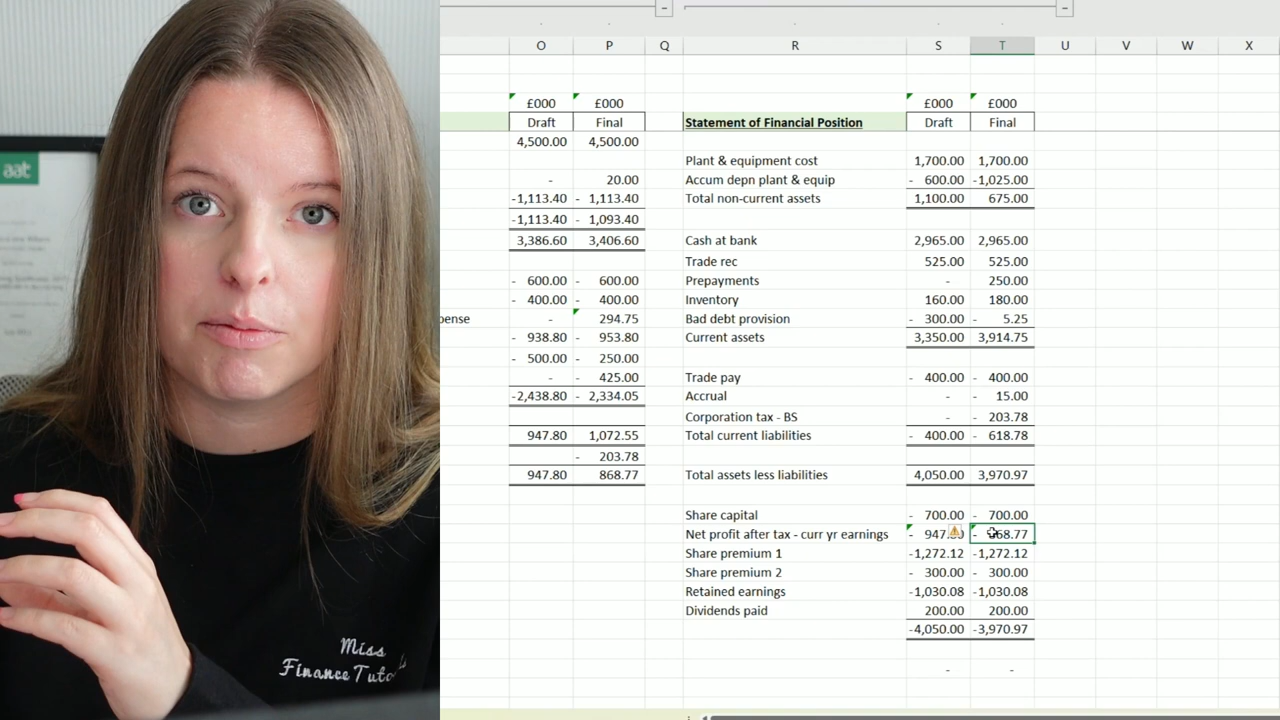 O P Q R S T U V W X
£000 £000 £000 £000
Draft Final Statement of Financial Position Draft Final
4,500.00 4,500.00
Plant & equipment cost 1,700.00 1,700.00
- 20.00 Accum depn plant & equip - 600.00 -1,025.00
-1,113.40 - 1,113.40 Total non-current assets 1,100.00 675.00
-1,113.40 - 1,093.40
3,386.60 3,406.60 Cash at bank 2,965.00 2,965.00
Trade rec 525.00 525.00
- 600.00 - 600.00 Prepayments - 250.00
- 400.00 - 400.00 Inventory 160.00 180.00
pense - 294.75 Bad debt provision - 300.00 - 5.25
- 938.80 - 953.80 Current assets 3,350.00 3,914.75
- 500.00 - 250.00
- - 425.00 Trade pay - 400.00 - 400.00
-2,438.80 - 2,334.05 Accrual - - 15.00
Corporation tax - BS - 203.78
947.80 1,072.55 Total current liabilities - 400.00 - 618.78
- 203.78
947.80 868.77 Total assets less liabilities 4,050.00 3,970.97
Share capital - 700.00 - 700.00
Net profit after tax - curr yr earnings
Share premium 1 -1,272.12 -1,272.12
Share premium 2 - 300.00 - 300.00
Retained earnings -1,030.08 -1,030.08
Dividends paid 200.00 200.00
-4,050.00 -3,970.97
- -
aat
Miss
Finance